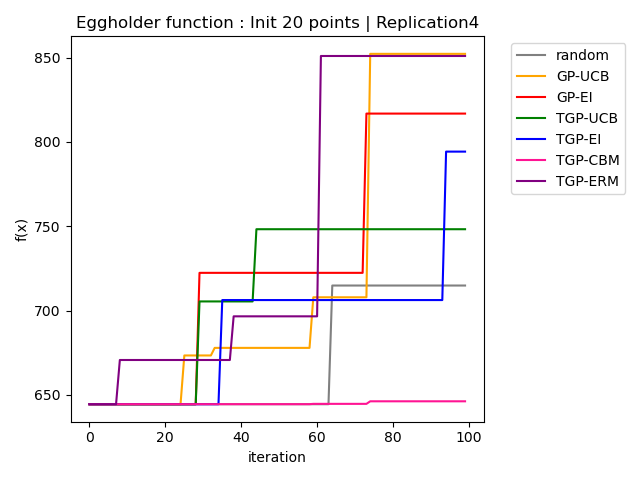 Eggholder function : Init 20 points | Replication4
f(x)
850
800
750
700
650
0 20 40 60 80 100
iteration
random
GP-UCB
GP-EI
TGP-UCB
TGP-EI
TGP-CBM
TGP-ERM